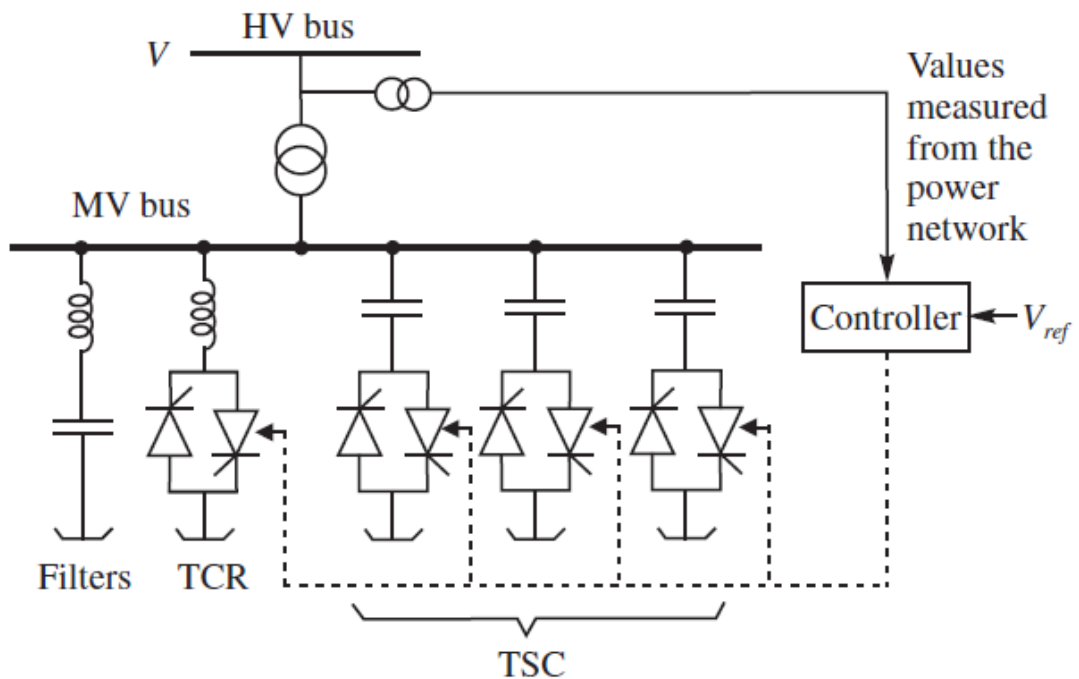 HV bus
V
Values
measured
from the
power
network
MV bus
Controller
V_ref
Filters
TCR
TSC